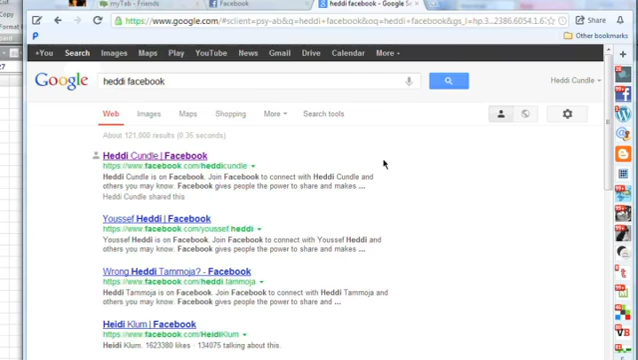 myTab - Friends
Facebook
heddi facebook - Google Se
https://www.google.com/#sclient=psy-ab&q=heddi+facebook&oq=heddi+facebook&gs_l=hp.3...2386.6054.1.6
Share
Other bookmarks
+You Search Images Maps Play YouTube News Gmail Drive Calendar More
Google
heddi facebook
Heddi Cundle
Web Images Maps Shopping More Search tools
About 121,000 results (0.35 seconds)
Heddi Cundle | Facebook
https://www.facebook.com/heddicundle
Heddi Cundle is on Facebook. Join Facebook to connect with Heddi Cundle and
others you may know. Facebook gives people the power to share and makes ...
Heddi Cundle shared this
Youssef Heddi | Facebook
https://www.facebook.com/youssef.heddi
Youssef Heddi is on Facebook. Join Facebook to connect with Youssef Heddi and
others you may know. Facebook gives people the power to share and makes ...
Wrong Heddi Tammoja? - Facebook
https://www.facebook.com/heddi.tammoja
Heddi Tammoja is on Facebook. Join Facebook to connect with Heddi Tammoja and
others you may know. Facebook gives people the power to share and ...
Heidi Klum | Facebook
https://www.facebook.com/HeidiKlum
Heidi Klum. 1623380 likes · 134075 talking about this.